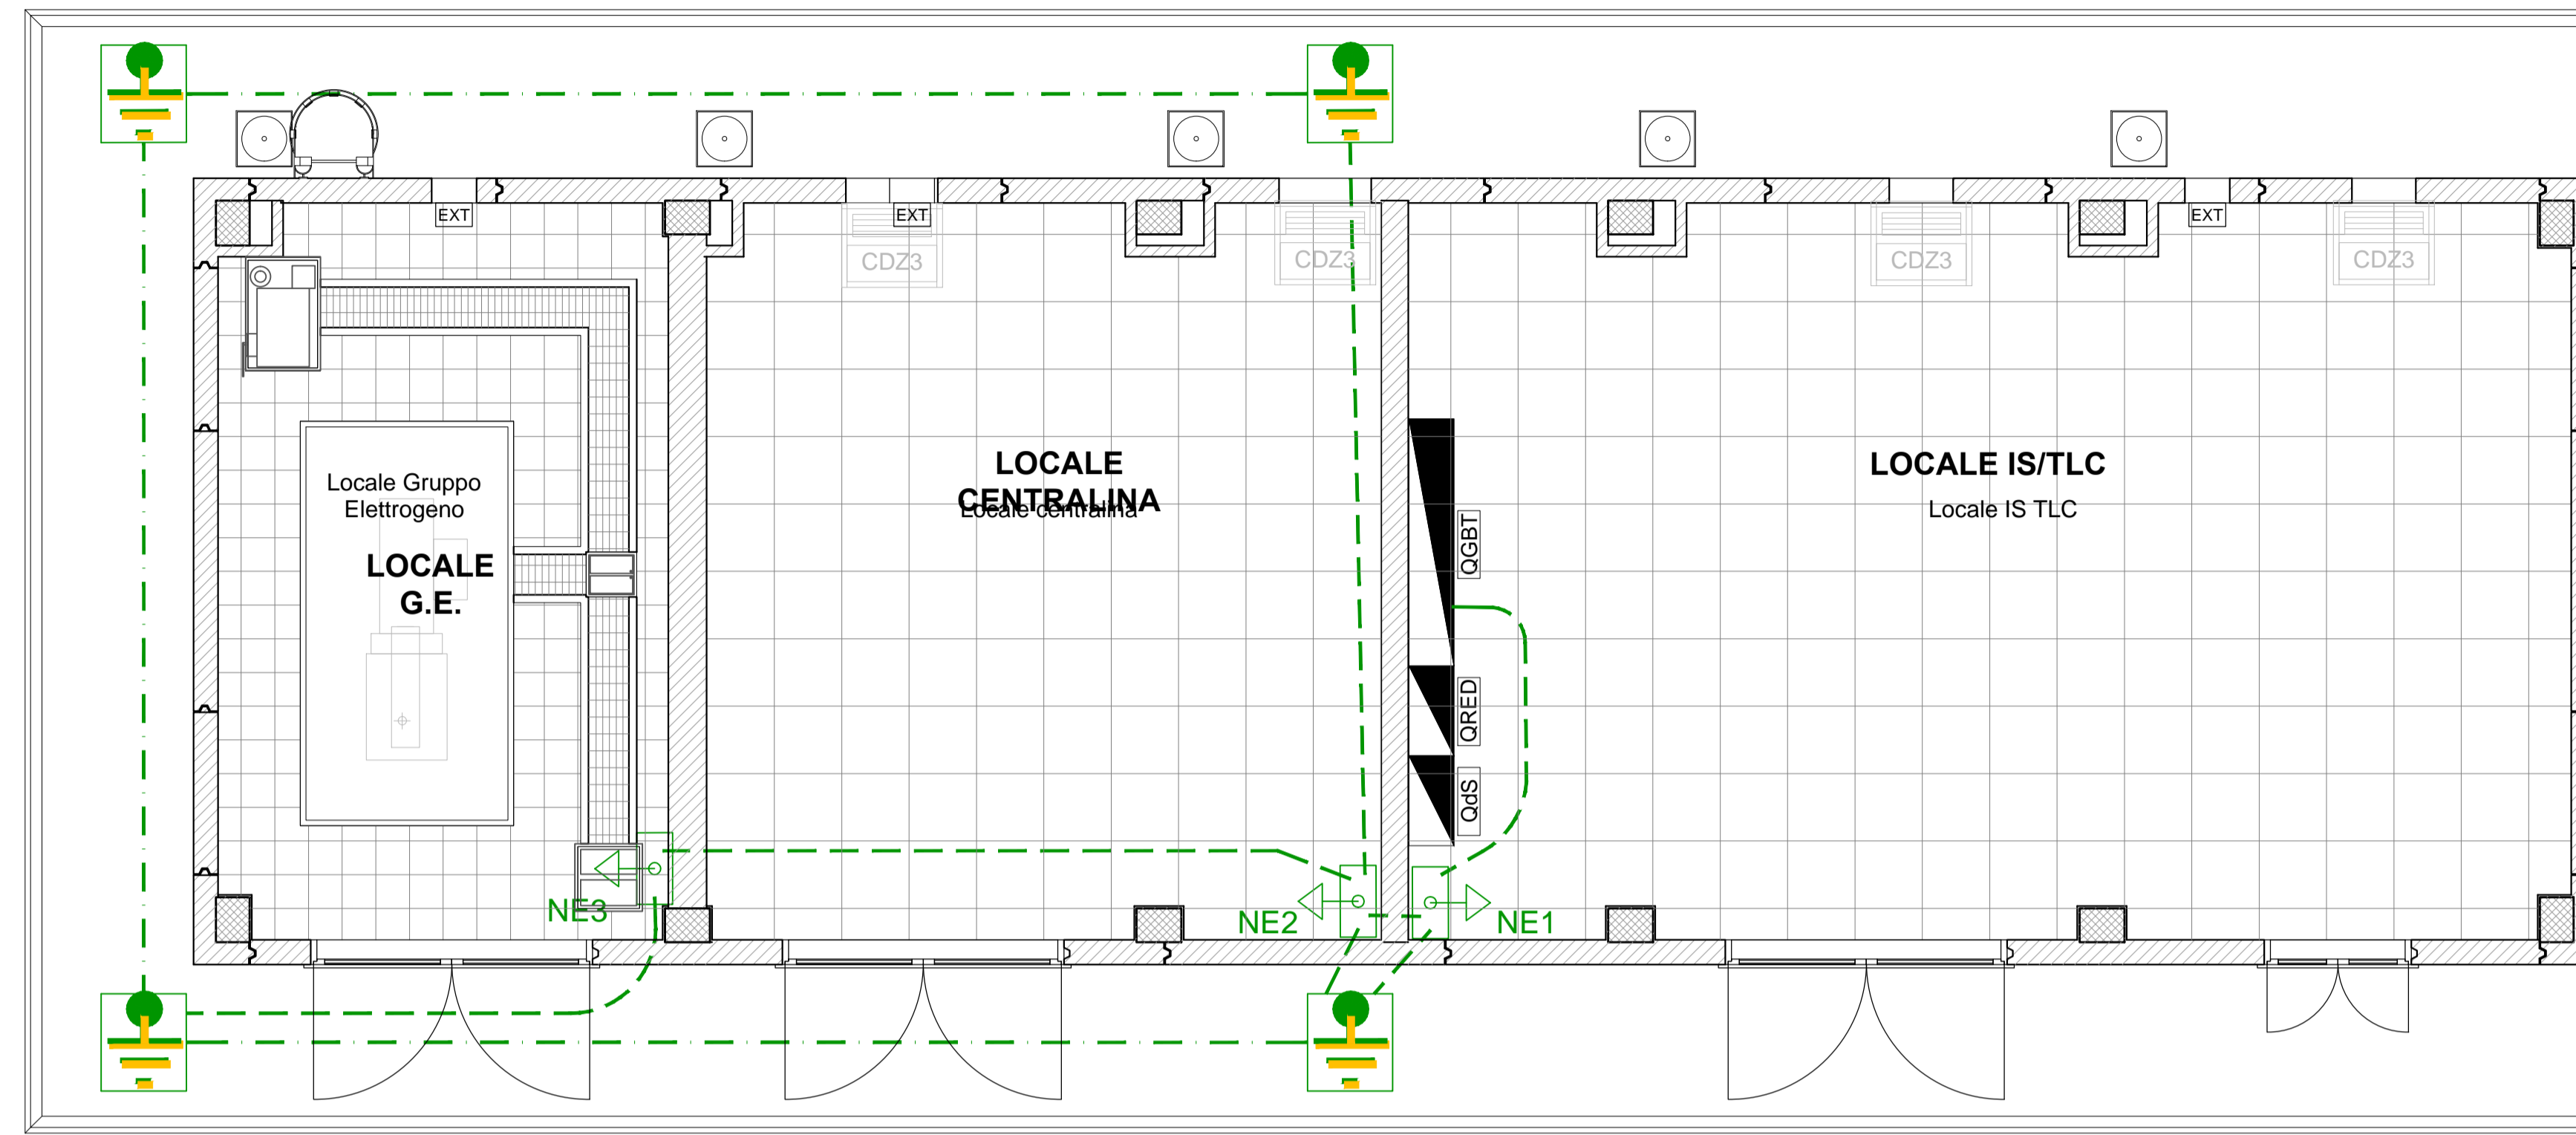 EXT
EXT
EXT
CDZ3
CDZ3
CDZ3
CDZ3
Locale Gruppo
Elettrogeno
LOCALE
G.E.
LOCALE
CENTRALINA
Locale centralina
LOCALE IS/TLC
Locale IS TLC
QGBT
QRED
QdS
NE3
NE2
NE1